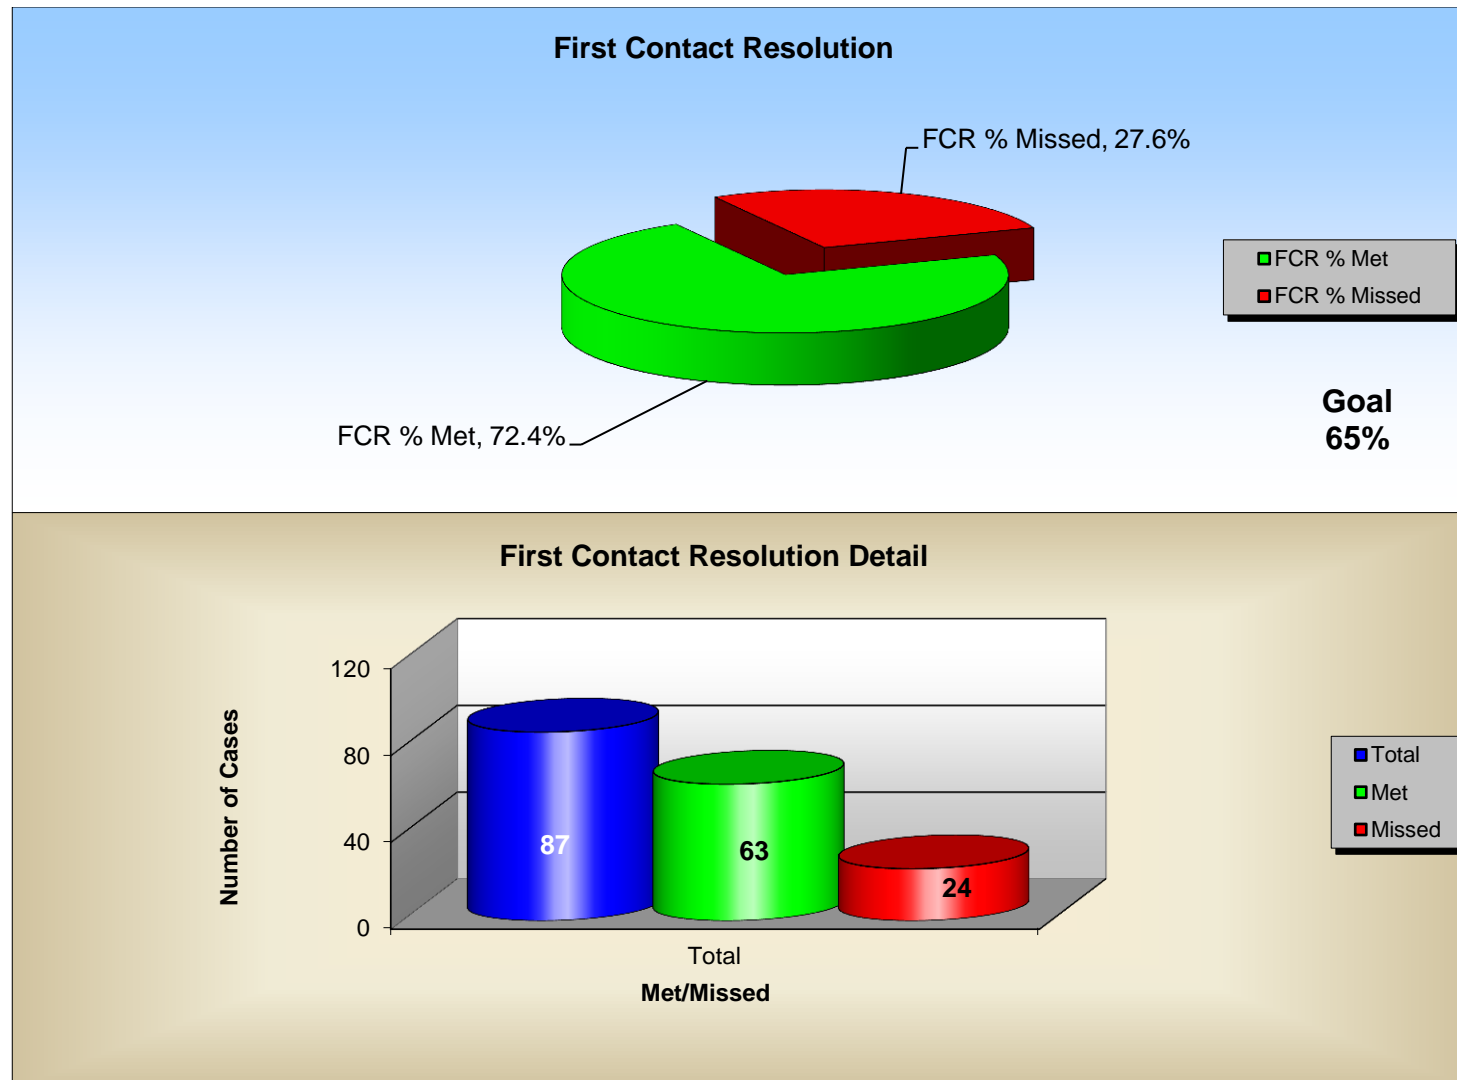 First Contact Resolution
FCR % Missed, 27.6%
FCR % Met
FCR % Missed
Goal
65%
FCR % Met, 72.4%
First Contact Resolution Detail
120
80
40
0
Number of Cases
87
63
24
Total
Met/Missed
Total
Met
Missed